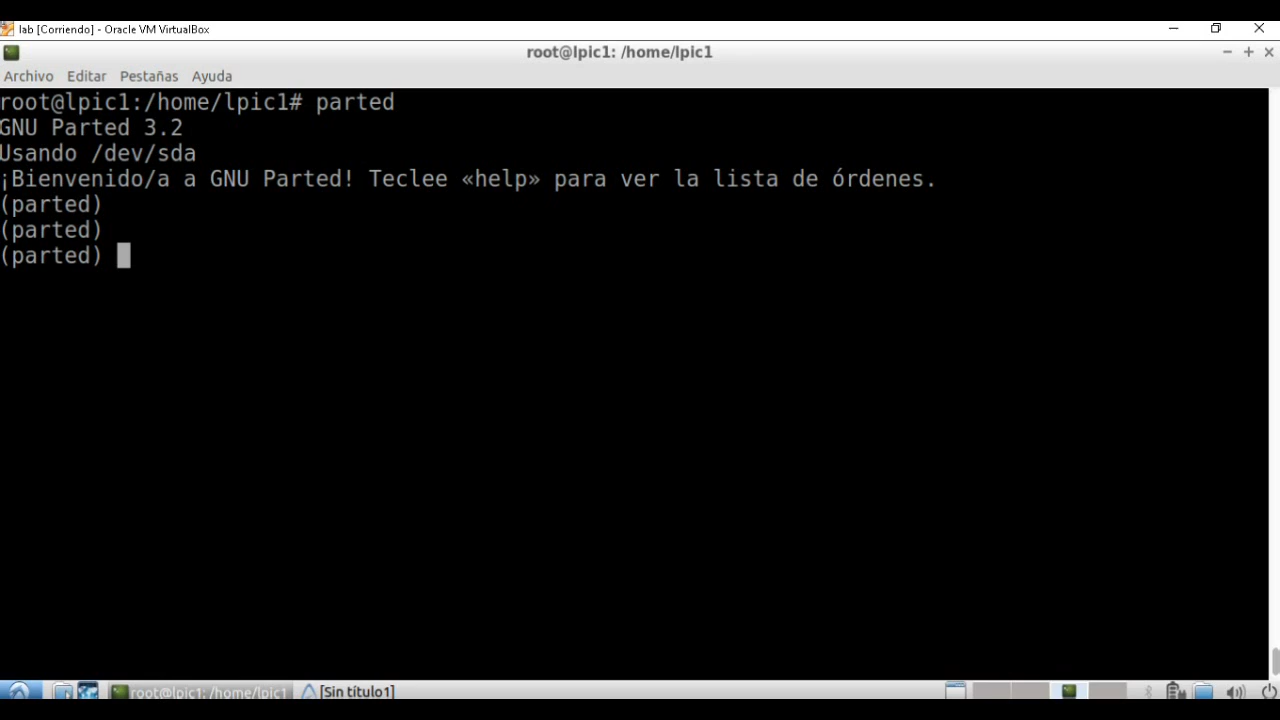 lab [Corriendo] - Oracle VM VirtualBox
root@lpic1: /home/lpic1
Archivo Editar Pestañas Ayuda
root@lpic1:/home/lpic1# parted
GNU Parted 3.2
Usando /dev/sda
¡Bienvenido/a a GNU Parted! Teclee «help» para ver la lista de órdenes.
(parted)
(parted)
(parted)
root@lpic1: /home/lpic1 [Sin título1]